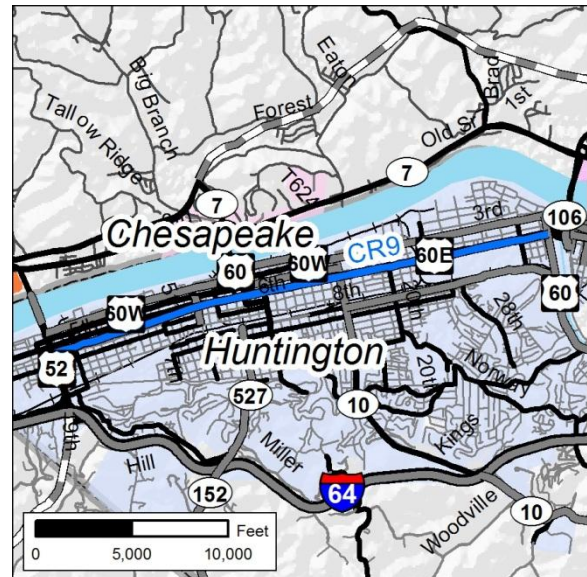 Big Branch
Eaton
Brad
1st
Forest
Tallow Ridge
Old S
T624
7
7
3rd
106
Chesapeake
CR9
60
60W
60E
6th
8th
60W
60
20th
28th
52
Huntington
Norway
20th
527
10
Kings
Miller
Hill
152
64
Woodville
10
Feet
0 5,000 10,000